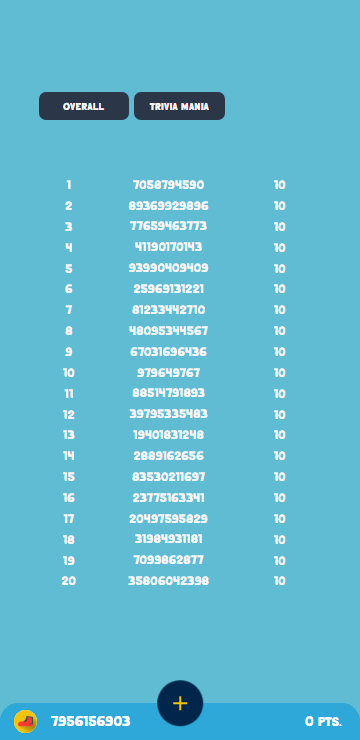 OVERALL TRIVIA MANIA
1 7058794590 10
2 89369929896 10
3 77659463773 10
4 41190170143 10
5 93990409409 10
6 25969131221 10
7 81233442710 10
8 48095344567 10
9 67031696436 10
10 979649767 10
11 88514791893 10
12 39795335483 10
13 19401831248 10
14 2889162656 10
15 83530211697 10
16 23775163341 10
17 20497595829 10
18 31984931181 10
19 7099862877 10
20 35806042398 10
+
7956156903 0 PTS.